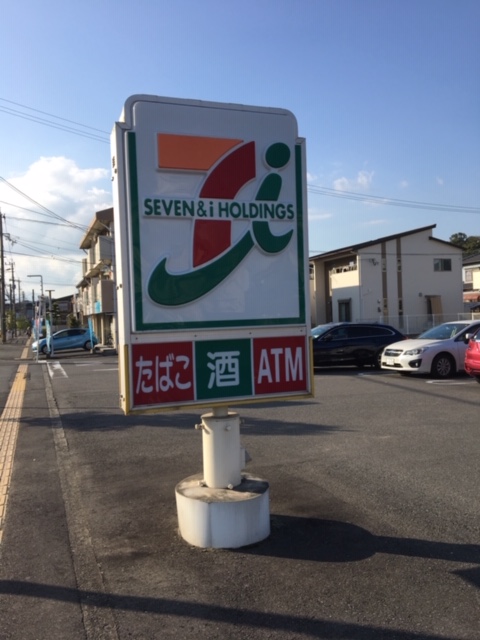 SEVEN&i HOLDINGS
たばこ 酒 ATM